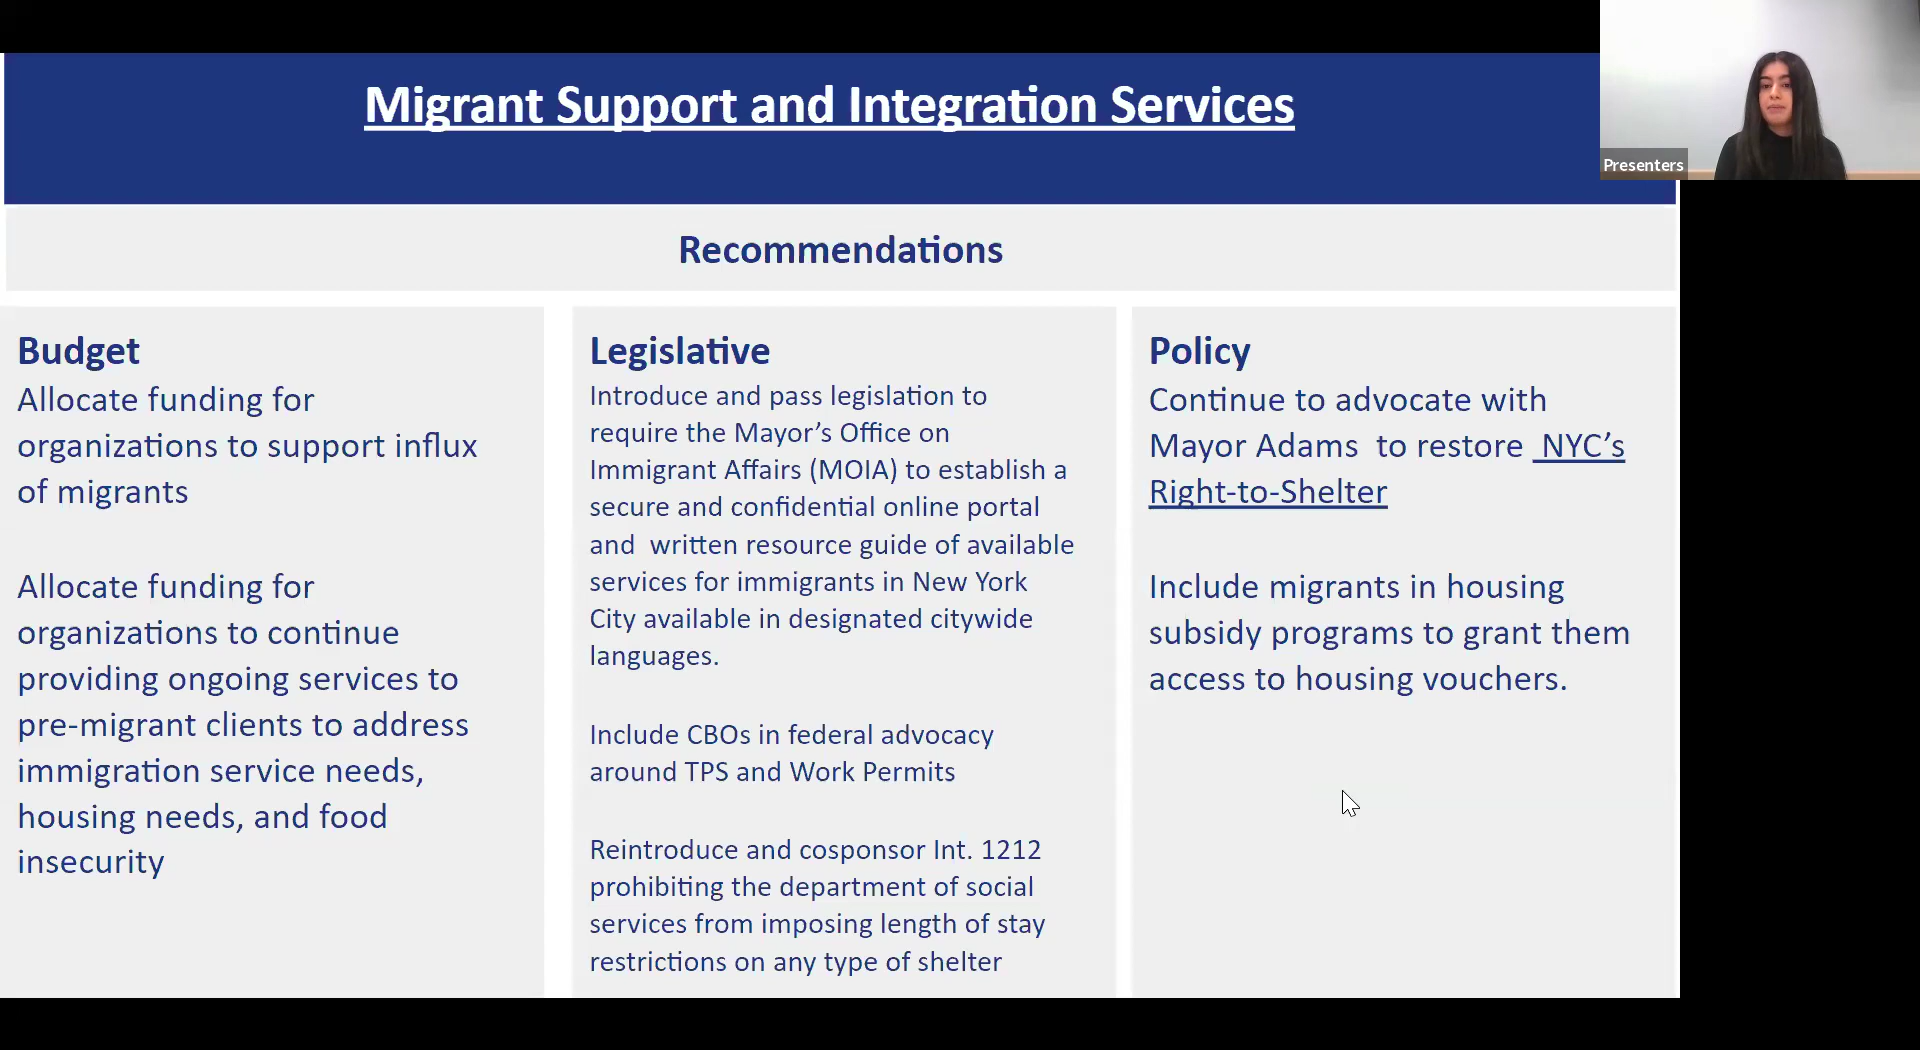 Migrant Support and Integration Services
Presenters
Recommendations
Budget
Allocate funding for
organizations to support influx
of migrants
Allocate funding for
organizations to continue
providing ongoing services to
pre-migrant clients to address
immigration service needs,
housing needs, and food
insecurity
Legislative
Introduce and pass legislation to
require the Mayor’s Office on
Immigrant Affairs (MOIA) to establish a
secure and confidential online portal
and  written resource guide of available
services for immigrants in New York
City available in designated citywide
languages.
Include CBOs in federal advocacy
around TPS and Work Permits
Reintroduce and cosponsor Int. 1212
prohibiting the department of social
services from imposing length of stay
restrictions on any type of shelter
Policy
Continue to advocate with
Mayor Adams  to restore  NYC’s
Right-to-Shelter
Include migrants in housing
subsidy programs to grant them
access to housing vouchers.